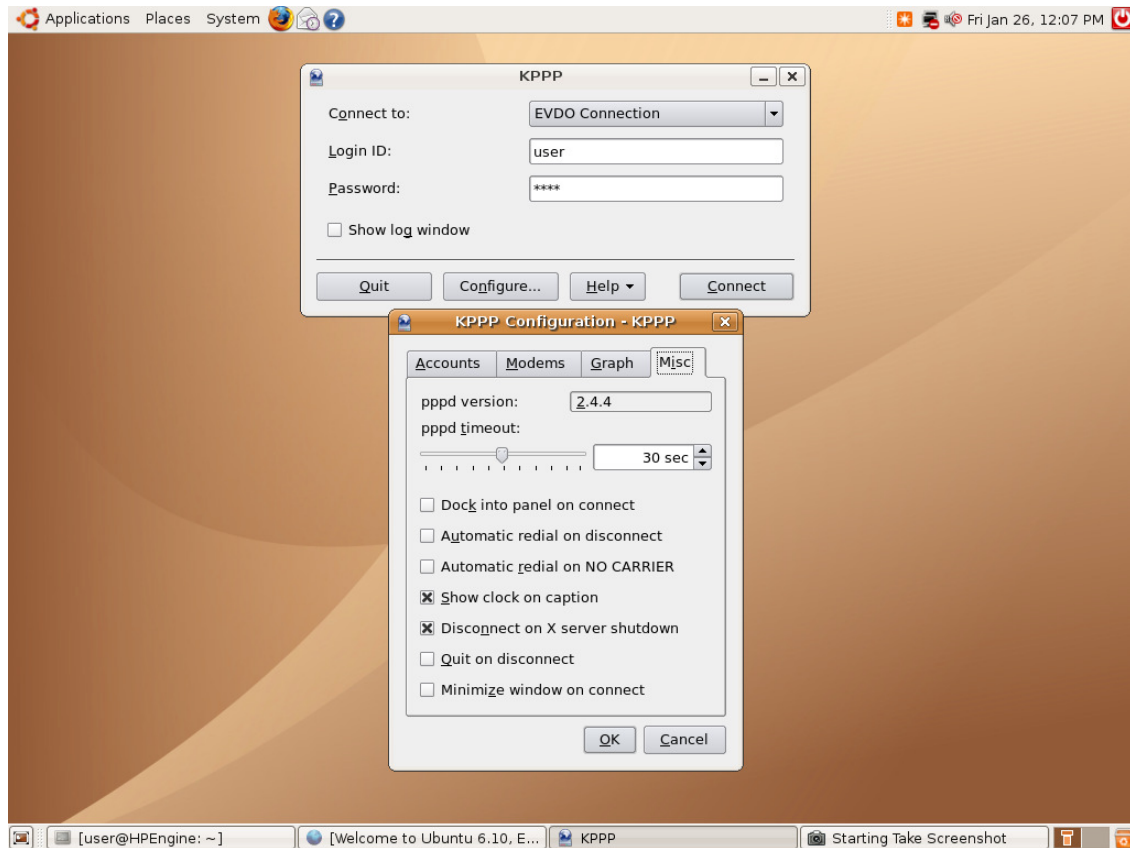 Applications Places System
Fri Jan 26, 12:07 PM
KPPP
Connect to:
EVDO Connection
Login ID:
user
Password:
****
Show log window
Quit
Configure...
Help
Connect
KPPP Configuration - KPPP
Accounts
Modems
Graph
Misc
pppd version:
2.4.4
pppd timeout:
30 sec
Dock into panel on connect
Automatic redial on disconnect
Automatic redial on NO CARRIER
Show clock on caption
Disconnect on X server shutdown
Quit on disconnect
Minimize window on connect
OK
Cancel
[user@HPEngine: ~]
[Welcome to Ubuntu 6.10, E...
KPPP
Starting Take Screenshot